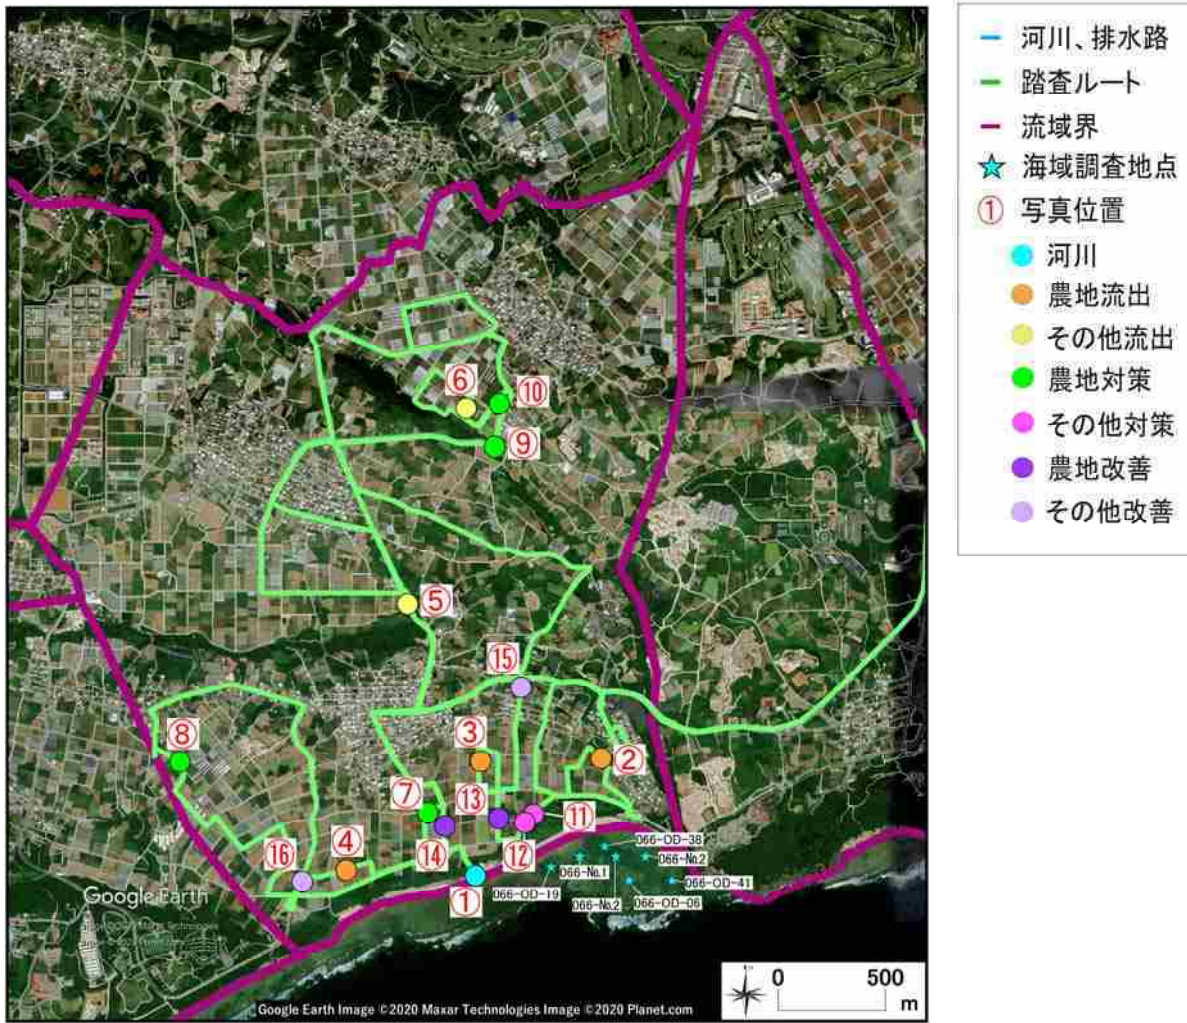 河川、排水路
踏査ルート
流域界
海域調査地点
① 写真位置
河川
農地流出
その他流出
農地対策
その他対策
農地改善
その他改善
⑥
⑩
⑨
⑤
⑮
⑧
③
②
⑦
⑬
⑪
⑭
⑫
④
⑯
①
066-OD-38
066-No.1
066-No.2
066-OD-19
066-OD-41
066-No.2
066-OD-06
Google Earth
0 500
m
Google Earth Image ©2020 Maxar Technologies Image ©2020 Planet.com